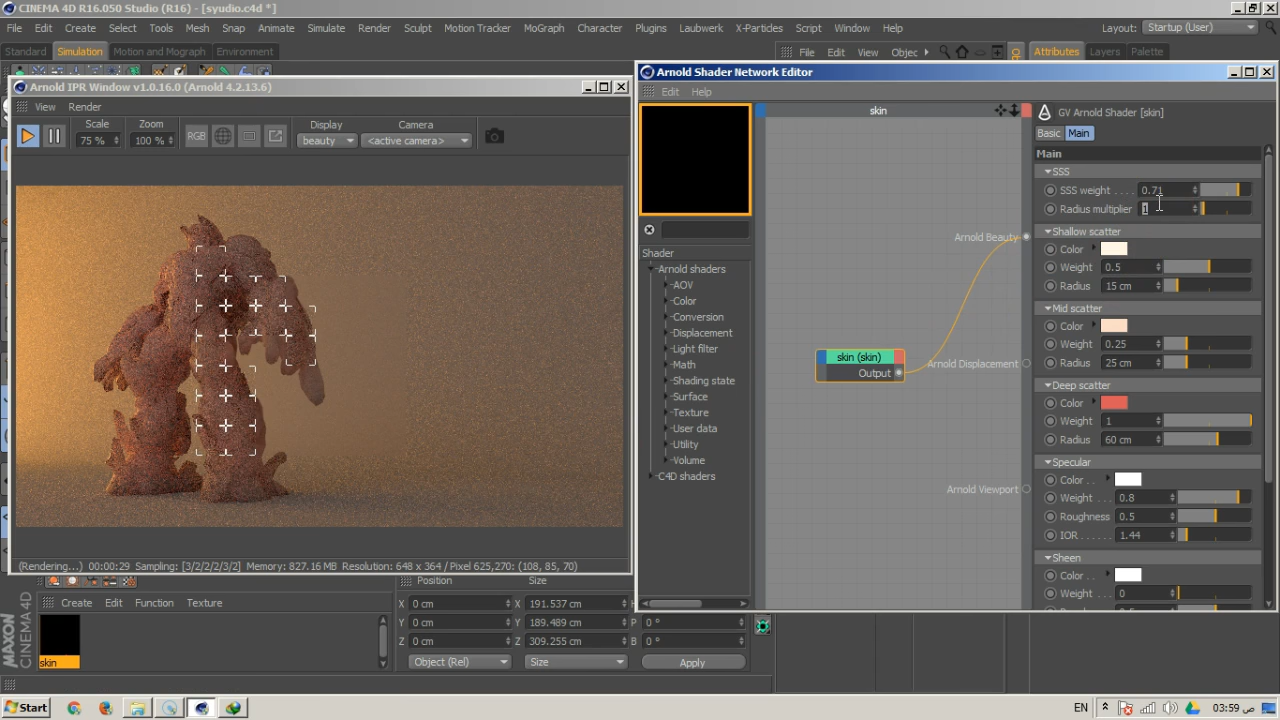 CINEMA 4D R16.050 Studio (R16) - [syudio.c4d *]
File Edit Create Select Tools Mesh Snap Animate Simulate Render Sculpt Motion Tracker MoGraph Character Plugins Laubwerk X-Particles Script Window Help
Layout: Startup (User)
Standard Simulation Motion and Mograph Environment
File Edit View Objec
Attributes Layers Palette
Arnold IPR Window v1.0.16.0 (Arnold 4.2.13.6)
View Render
Scale Zoom Display Camera
75 % 100 % RGB beauty <active camera>
(Rendering...) 00:00:29 Sampling: [3/2/2/2/3/2] Memory: 827.16 MB Resolution: 648 x 364 / Pixel 625,270: (108, 85, 70)
Arnold Shader Network Editor
Edit Help
Shader
Arnold shaders
AOV
Color
Conversion
Displacement
Light filter
Math
Shading state
Surface
Texture
User data
Utility
Volume
C4D shaders
skin
Arnold Beauty
skin (skin)
Output
Arnold Displacement
Arnold Viewport
GV Arnold Shader [skin]
Basic Main
Main
SSS
SSS weight . . . . 0.71
Radius multiplier 1
Shallow scatter
Color
Weight 0.5
Radius 15 cm
Mid scatter
Color
Weight 0.25
Radius 25 cm
Deep scatter
Color
Weight 1
Radius 60 cm
Specular
Color . .
Weight . . . 0.8
Roughness 0.5
IOR . . . . . . 1.44
Sheen
Color . .
Weight . . . 0
Create Edit Function Texture
skin
MAXON CINEMA 4D
Position Size
X 0 cm X 191.537 cm
Y 0 cm Y 189.489 cm P 0 °
Z 0 cm Z 309.255 cm B 0 °
Object (Rel) Size Apply
Start
EN
03:59 ص